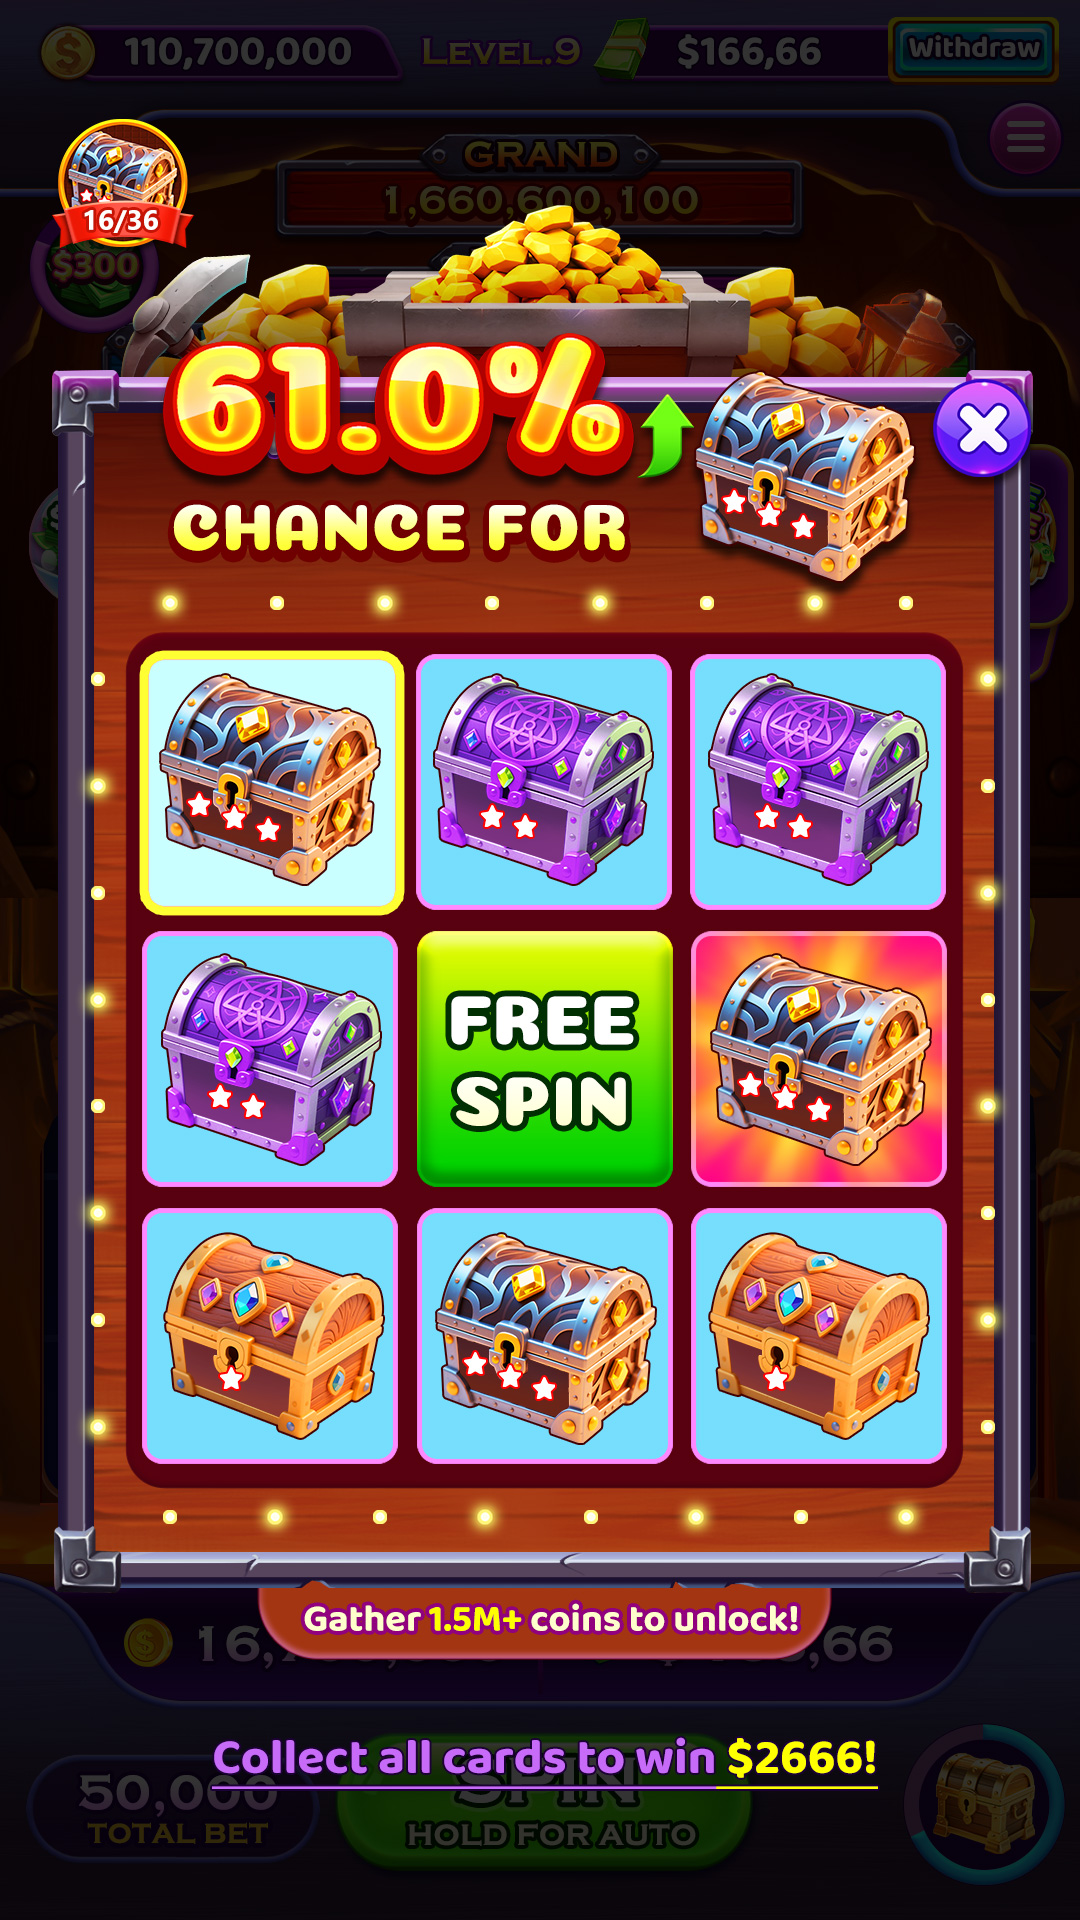 110,700,000
LEVEL.9
$166,66
Withdraw
GRAND
1,660,600,100
16/36
$300
61.0%
CHANCE FOR
FREE
SPIN
Gather 1.5M+ coins to unlock!
Collect all cards to win $2666!
50,000
TOTAL BET
SPIN
HOLD FOR AUTO